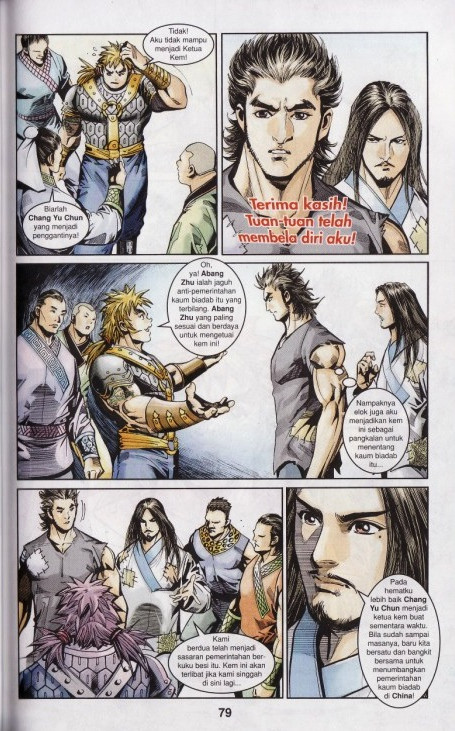 Tidak!
Aku tidak mampu
menjadi Ketua
Kem!
Biarlah
Chang Yu Chun
yang menjadi
penggantinya!
Terima kasih!
Tuan-tuan telah
membela diri aku!
Oh,
ya! Abang
Zhu ialah jaguh
anti-pemerintahan
kaum biadab itu yang
terbilang. Abang
Zhu yang paling
sesuai dan berdaya
untuk mengetuai
kem ini!
Nampaknya
elok juga aku
menjadikan kem
ini sebagai
pangkalan untuk
menentang
kaum biadab
itu...
Kami
berdua telah menjadi
sasaran pemerintahan ber-
kuku besi itu. Kem ini akan
terlibat jika kami singgah
di sini lagi...
Pada
hematku
lebih baik Chang
Yu Chun menjadi
ketua kem buat
sementara waktu.
Bila sudah sampai
masanya, baru kita
bersatu dan bangkit
bersama untuk
menumbangkan
pemerintahan
kaum biadab
di China!
79